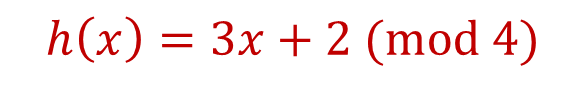 h(x) = 3x + 2 (mod 4)